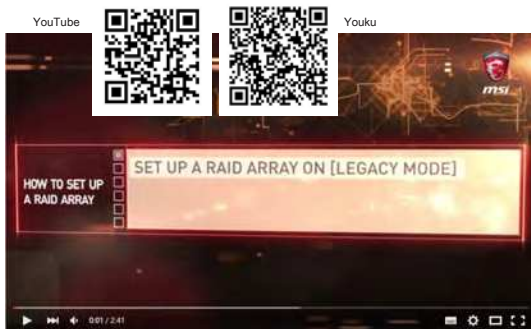 YouTube
Youku
msi
SET UP A RAID ARRAY ON [LEGACY MODE]
HOW TO SET UP
A RAID ARRAY
0:01 / 2:41